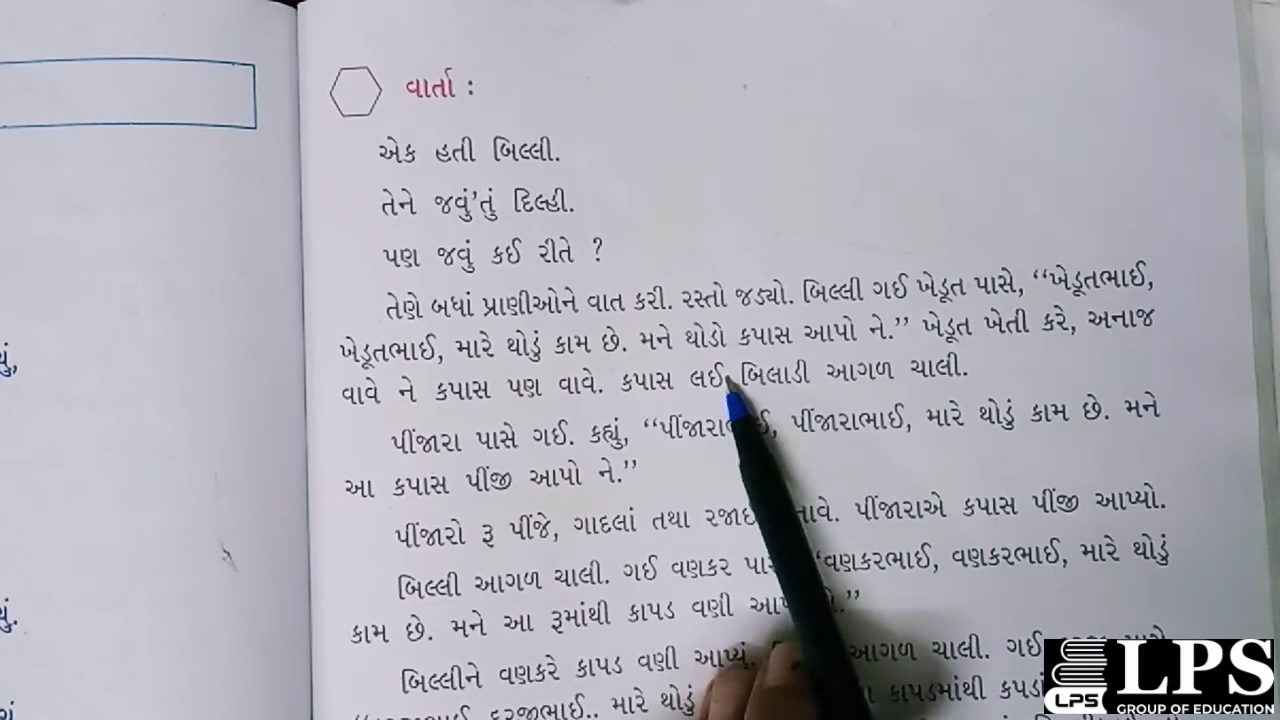 વાર્તા :
એક હતી બિલ્લી.
તેને જવું'તું દિલ્હી.
પણ જવું કઈ રીતે ?
તેણે બધાં પ્રાણીઓને વાત કરી. રસ્તો જડ્યો. બિલ્લી ગઈ ખેડૂત પાસે, “ખેડૂતભાઈ,
ખેડૂતભાઈ, મારે થોડું કામ છે. મને થોડો કપાસ આપો ને.” ખેડૂત ખેતી કરે, અનાજ
વાવે ને કપાસ પણ વાવે. કપાસ લઈ બિલાડી આગળ ચાલી.
પીંજારા પાસે ગઈ. કહ્યું, “પીંજારાભાઈ, પીંજારાભાઈ, મારે થોડું કામ છે. મને
આ કપાસ પીંજી આપો ને.”
પીંજારો રૂ પીંજે, ગાદલાં તથા પીંજારાએ કપાસ પીંજી આપ્યો.
બિલ્લી આગળ ચાલી. ગઈ વણકર “વણકરભાઈ, વણકરભાઈ, મારે થોડું
કામ છે. મને આ રૂમાંથી કાપડ વણી
બિલ્લીને વણકરે કાપડ વણી આપ્યું. આગળ ચાલી. ગઈ
દરજીભાઈ.. મારે થોડું કાપડમાંથી
LPS
LPS
GROUP OF EDUCATION